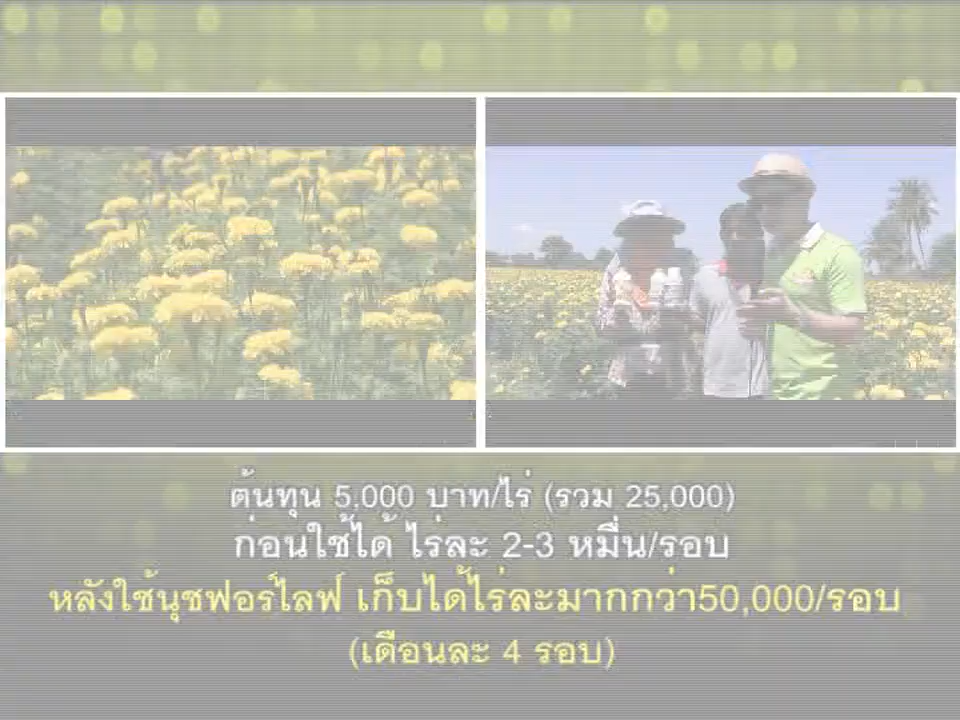 ต้นทุน 5,000 บาท/ไร่ (รวม 25,000)
ก่อนใช้ได้ ไร่ละ 2-3 หมื่น/รอบ
หลังใช้นุชฟอร์ไลฟ์ เก็บได้ไร่ละมากกว่า50,000/รอบ
(เดือนละ 4 รอบ)